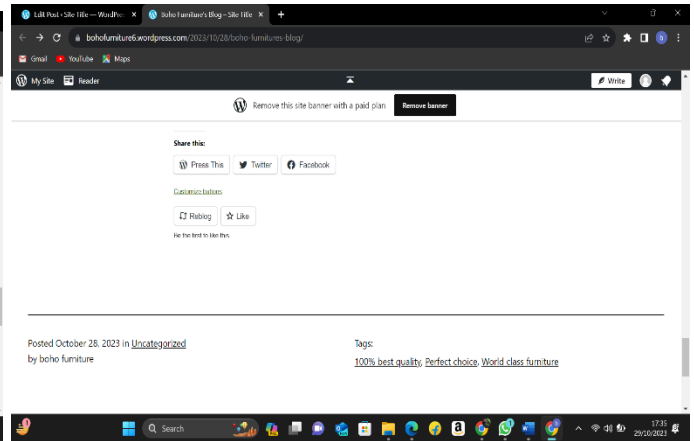 Edit Post ‹ Site Title — WordPre:
Boho Furniture's Blog – Site Title
bohofurniture6.wordpress.com/2023/10/28/boho-furnitures-blog/
Gmail
YouTube
Maps
My Site
Reader
Write
Remove this site banner with a paid plan
Remove banner
Share this:
Press This
Twitter
Facebook
Customize buttons
Reblog
Like
Be the first to like this.
Posted October 28, 2023 in Uncategorized
by boho furniture
Tags:
100% best quality, Perfect choice, World class furniture
Search
17:35
29/10/2023